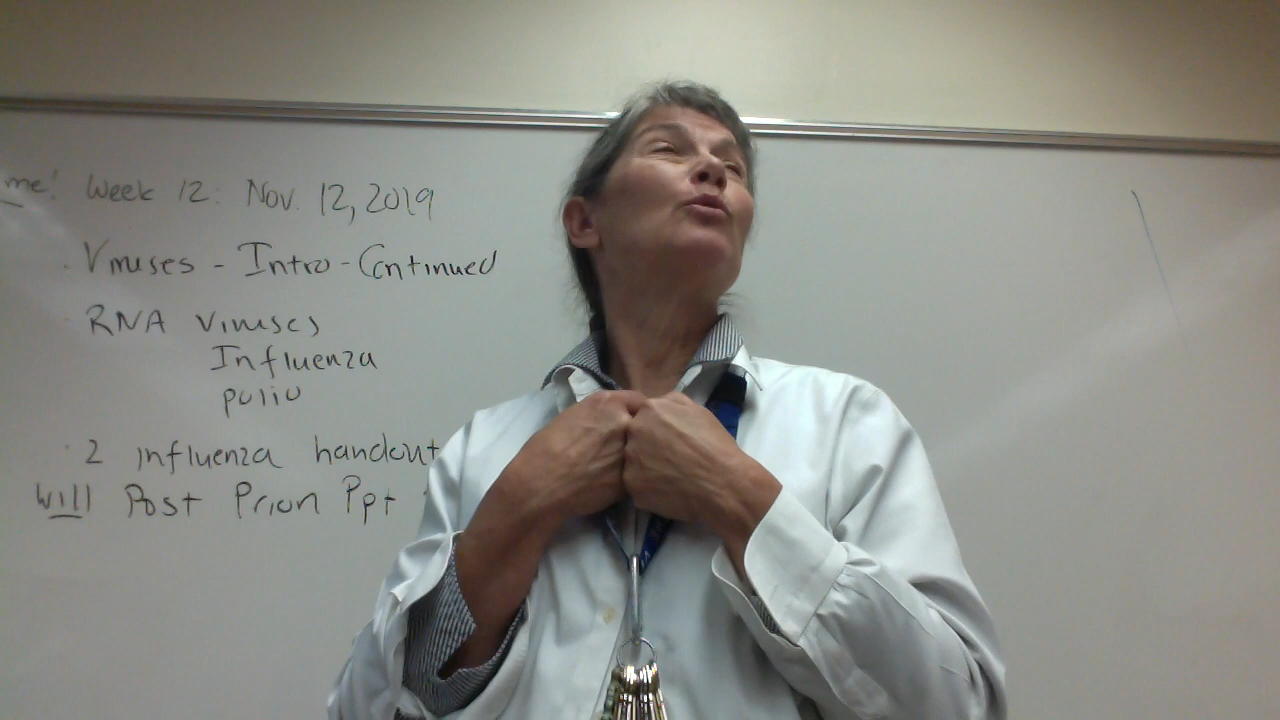 me! Week 12: Nov. 12, 2019
· Viruses - Intro - Continued
· RNA Viruses
Influenza
polio
· 2 influenza handout
will Post Prion Ppt